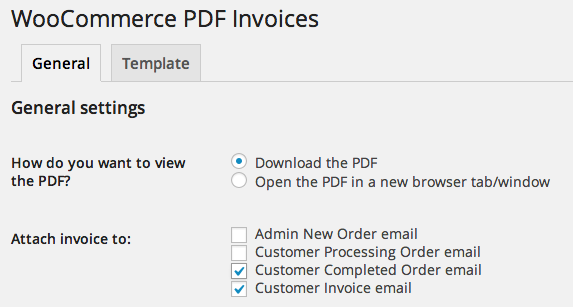 WooCommerce PDF Invoices
General Template
General settings
How do you want to view the PDF?
Download the PDF
Open the PDF in a new browser tab/window
Attach invoice to:
Admin New Order email
Customer Processing Order email
Customer Completed Order email
Customer Invoice email